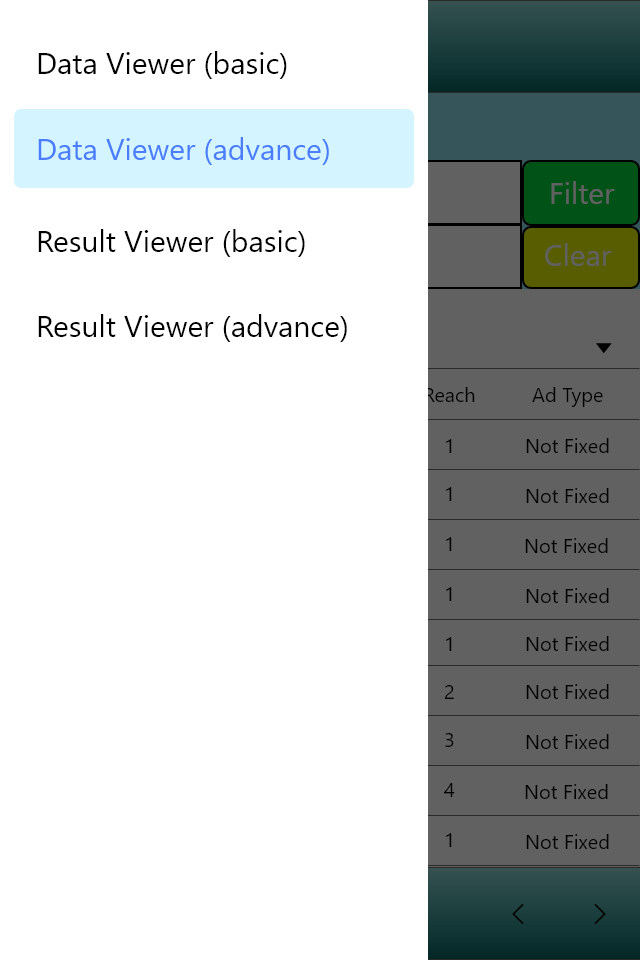 Data Viewer (basic)
Data Viewer (advance)
Result Viewer (basic)
Result Viewer (advance)
Filter
Clear
Reach Ad Type
1 Not Fixed
1 Not Fixed
1 Not Fixed
1 Not Fixed
1 Not Fixed
2 Not Fixed
3 Not Fixed
4 Not Fixed
1 Not Fixed